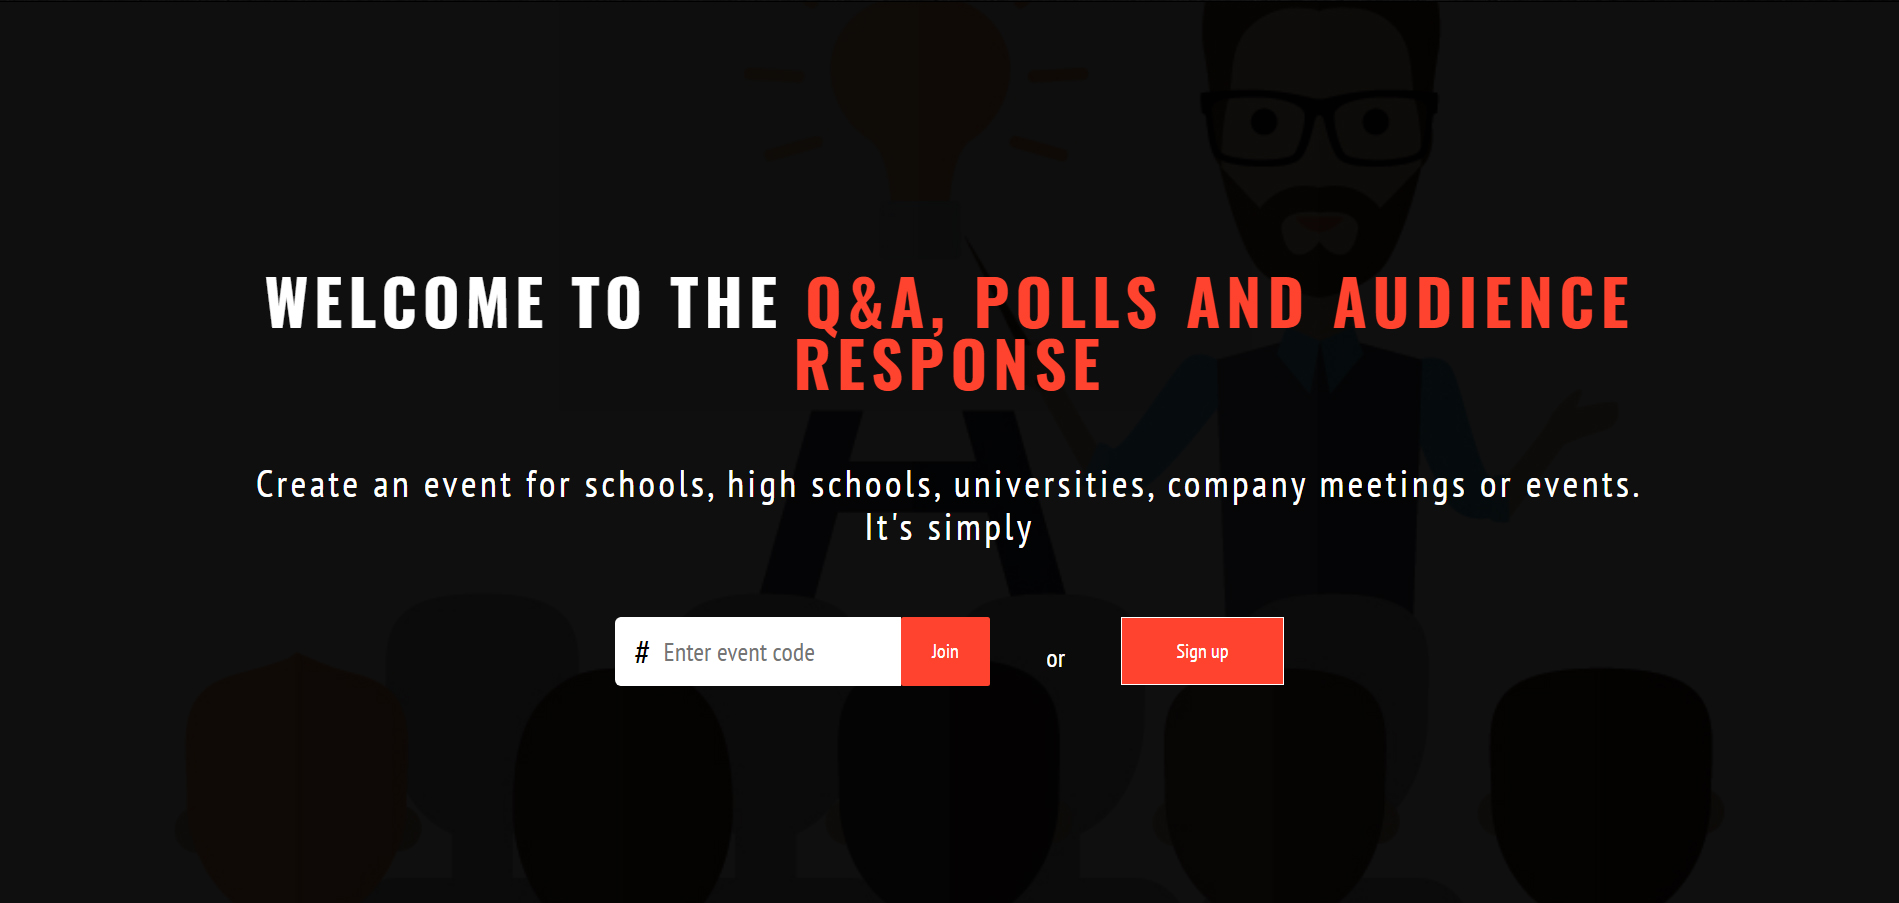 WELCOME TO THE Q&A, POLLS AND AUDIENCE
RESPONSE
Create an event for schools, high schools, universities, company meetings or events.
It's simply
# Enter event code Join or Sign up